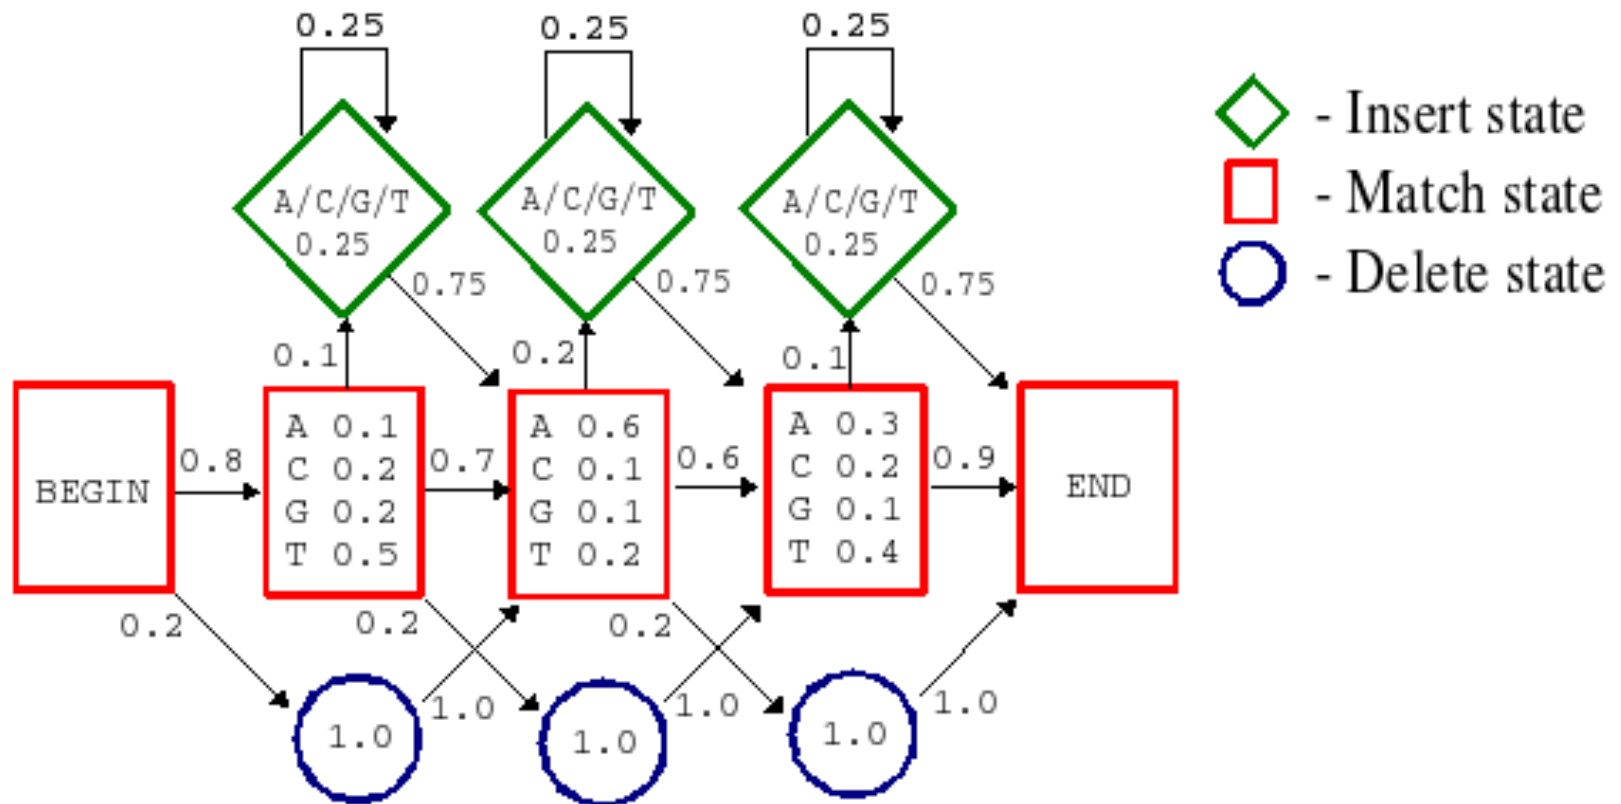 0.25 0.25 0.25
A/C/G/T A/C/G/T A/C/G/T
0.25 0.25 0.25
0.75 0.75 0.75
0.1 0.2 0.1
BEGIN
0.8
A 0.1
C 0.2
G 0.2
T 0.5
0.7
A 0.6
C 0.1
G 0.1
T 0.2
0.6
A 0.3
C 0.2
G 0.1
T 0.4
0.9
END
0.2 0.2 0.2
1.0 1.0 1.0
1.0 1.0 1.0
- Insert state
- Match state
- Delete state